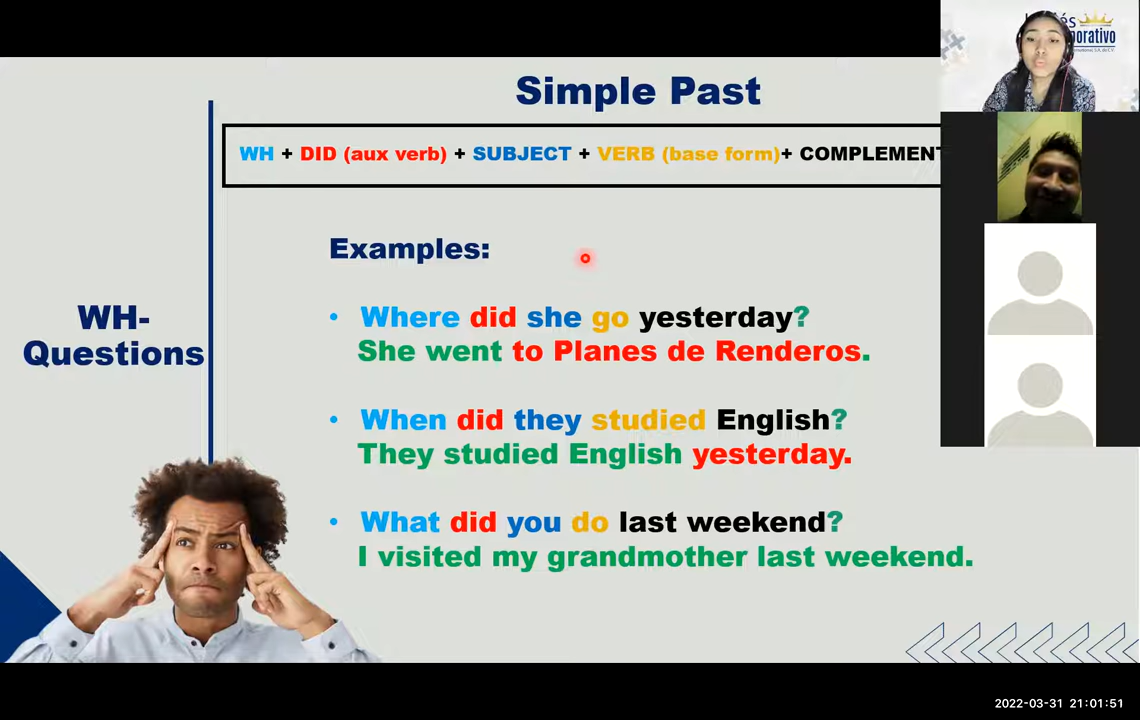 Simple Past
WH + DID (aux verb) + SUBJECT + VERB (base form)+ COMPLEMENT
WH-
Questions
Examples:
• Where did she go yesterday?
She went to Planes de Renderos.
• When did they studied English?
They studied English yesterday.
• What did you do last weekend?
I visited my grandmother last weekend.
2022-03-31 21:01:51